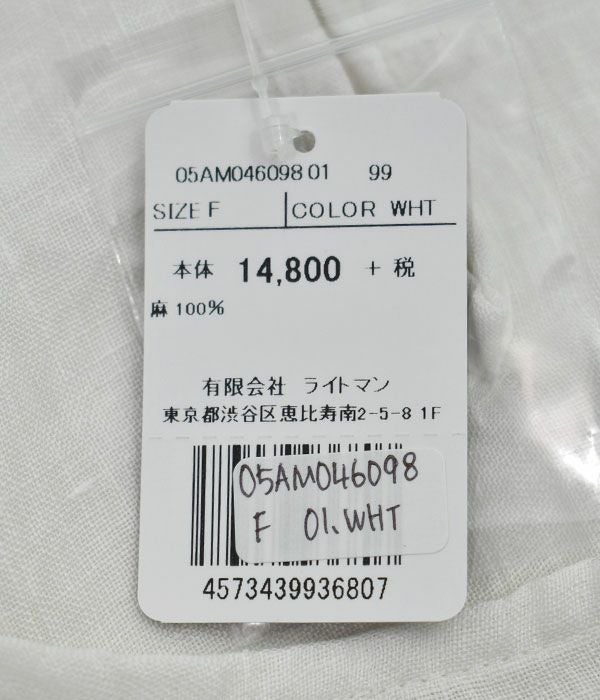 05AM046098 01 99
SIZE F COLOR WHT
本体 14,800 + 税
麻 100%
有限会社 ライトマン
東京都渋谷区恵比寿南2-5-8 1F
05AM046098
F 01.WHT
4573439936807